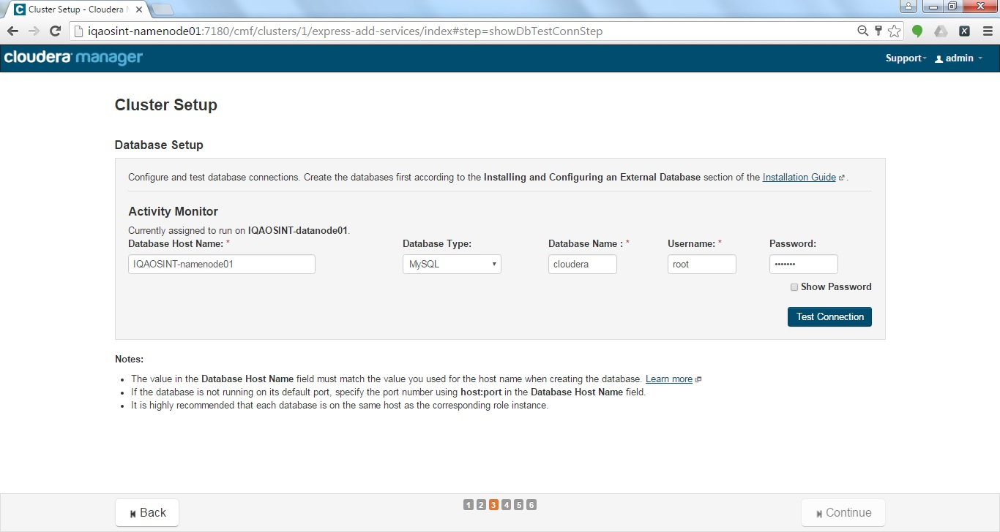 Cluster Setup - Cloudera M
iqaosint-namenode01:7180/cmf/clusters/1/express-add-services/index#step=showDbTestConnStep
cloudera manager
Support
admin
Cluster Setup
Database Setup
Configure and test database connections. Create the databases first according to the Installing and Configuring an External Database section of the Installation Guide .
Activity Monitor
Currently assigned to run on IQAOSINT-datanode01.
Database Host Name: * Database Type: Database Name : * Username: * Password:
IQAOSINT-namenode01 MySQL cloudera root •••••••
Show Password
Test Connection
Notes:
• The value in the Database Host Name field must match the value you used for the host name when creating the database. Learn more
• If the database is not running on its default port, specify the port number using host:port in the Database Host Name field.
• It is highly recommended that each database is on the same host as the corresponding role instance.
Back
1 2 3 4 5 6
Continue